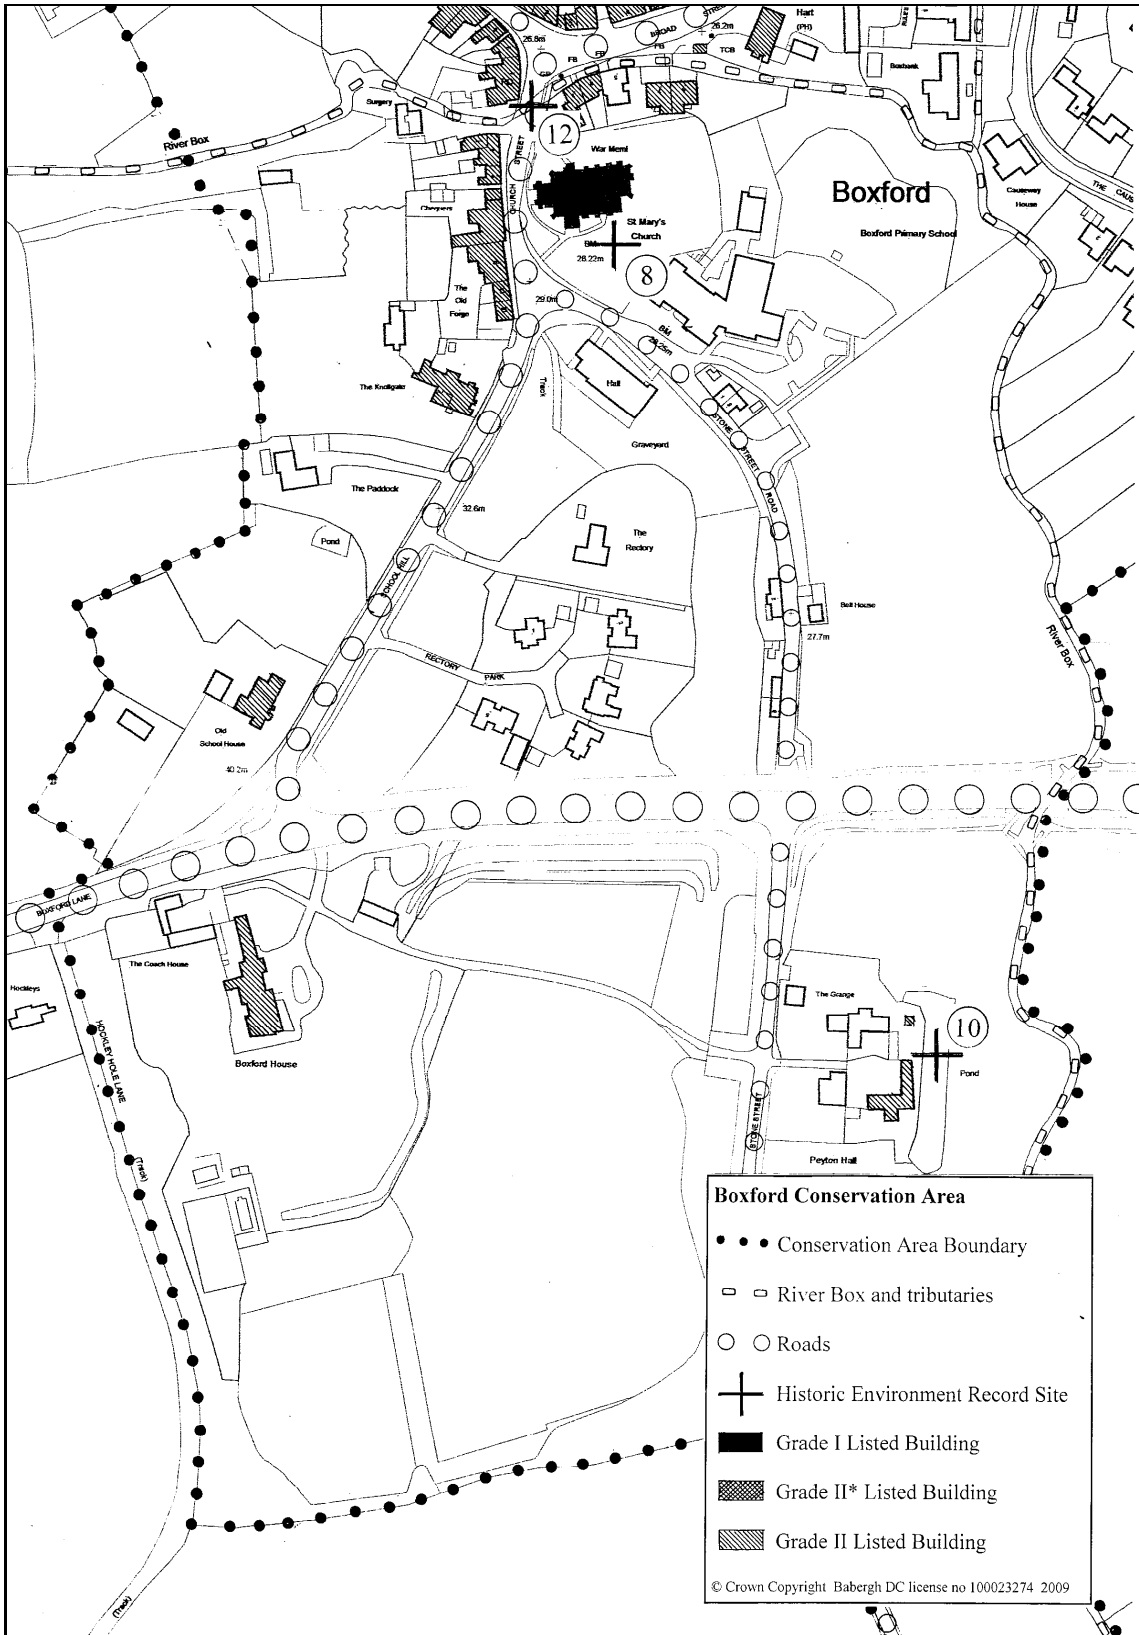 STREET
BROAD
Hart
(PH)
26.2m
26.8m
FB
FB
FB
TCB
GP
Boxbank
Surgery
River Box
12
War Meml
Boxford
Causeway
House
THE CAUS
CHURCH
STREET
Chequers
St Mary's
Church
Boxford Primary School
BM
28.22m
8
The
Old
Forge
29.0m
BM
29.25m
The Knollgate
Track
Hall
STONE
STREET
ROAD
Graveyard
The Paddock
32.6m
Pond
The
Rectory
SCHOOL HILL
Bell House
27.7m
River Box
RECTORY
PARK
Old
School House
40.2m
BOXFORD LANE
The Coach House
Hockleys
HOCKLEY HOLE LANE
(Track)
Boxford House
The Grange
10
Pond
STONE STREET
Peyton Hall
Boxford Conservation Area
Conservation Area Boundary
River Box and tributaries
Roads
Historic Environment Record Site
Grade I Listed Building
Grade II* Listed Building
Grade II Listed Building
© Crown Copyright Babergh DC license no 100023274 2009
(Track)